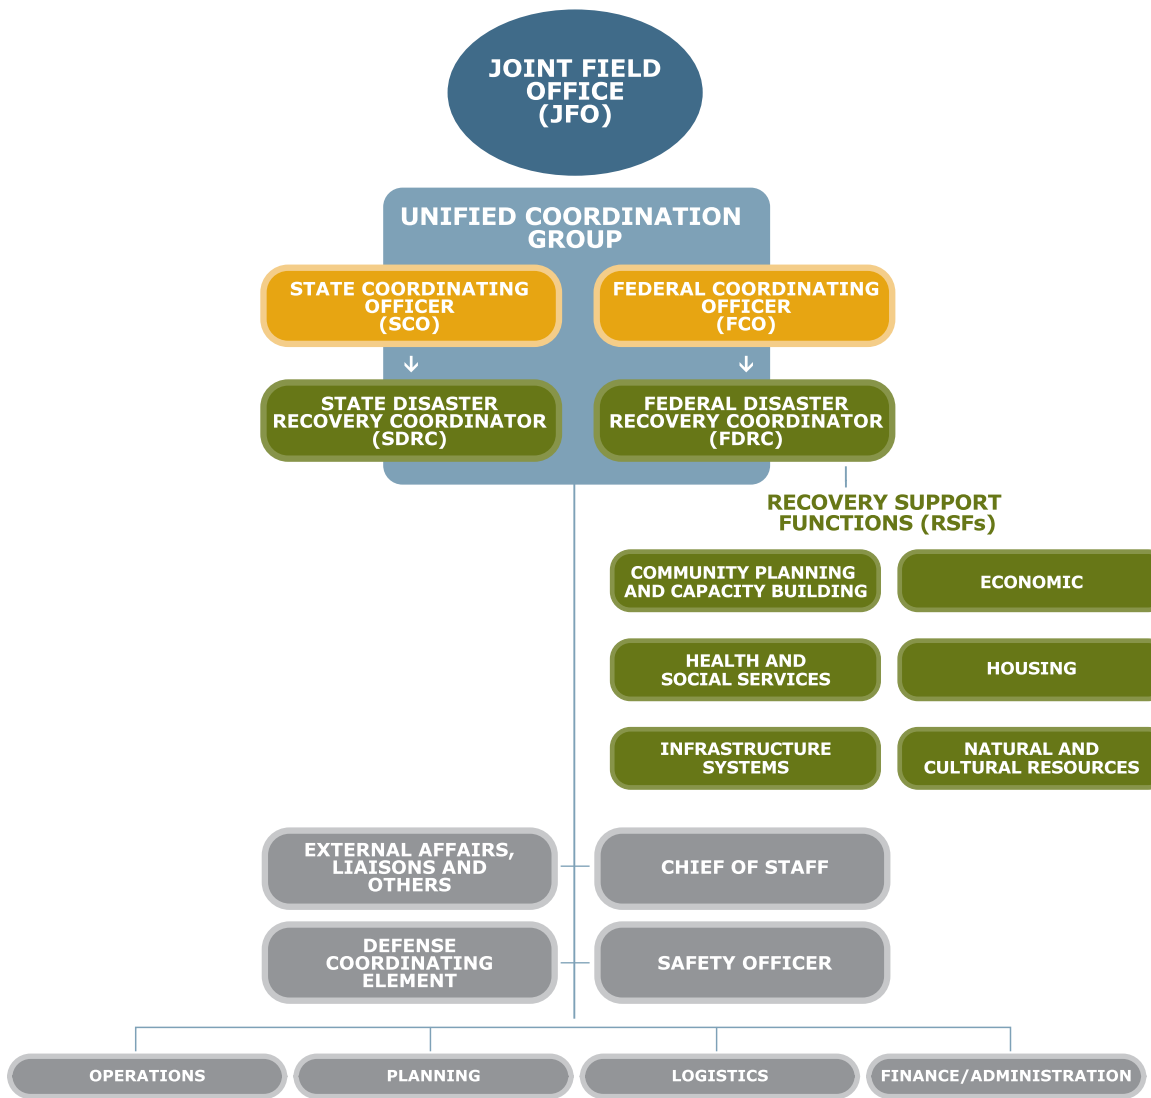 JOINT FIELD
OFFICE
(JFO)
UNIFIED COORDINATION
GROUP
STATE COORDINATING
OFFICER
(SCO)
FEDERAL COORDINATING
OFFICER
(FCO)
STATE DISASTER
RECOVERY COORDINATOR
(SDRC)
FEDERAL DISASTER
RECOVERY COORDINATOR
(FDRC)
RECOVERY SUPPORT
FUNCTIONS (RSFs)
COMMUNITY PLANNING
AND CAPACITY BUILDING
ECONOMIC
HEALTH AND
SOCIAL SERVICES
HOUSING
INFRASTRUCTURE
SYSTEMS
NATURAL AND
CULTURAL RESOURCES
EXTERNAL AFFAIRS,
LIAISONS AND
OTHERS
CHIEF OF STAFF
DEFENSE
COORDINATING
ELEMENT
SAFETY OFFICER
OPERATIONS
PLANNING
LOGISTICS
FINANCE/ADMINISTRATION